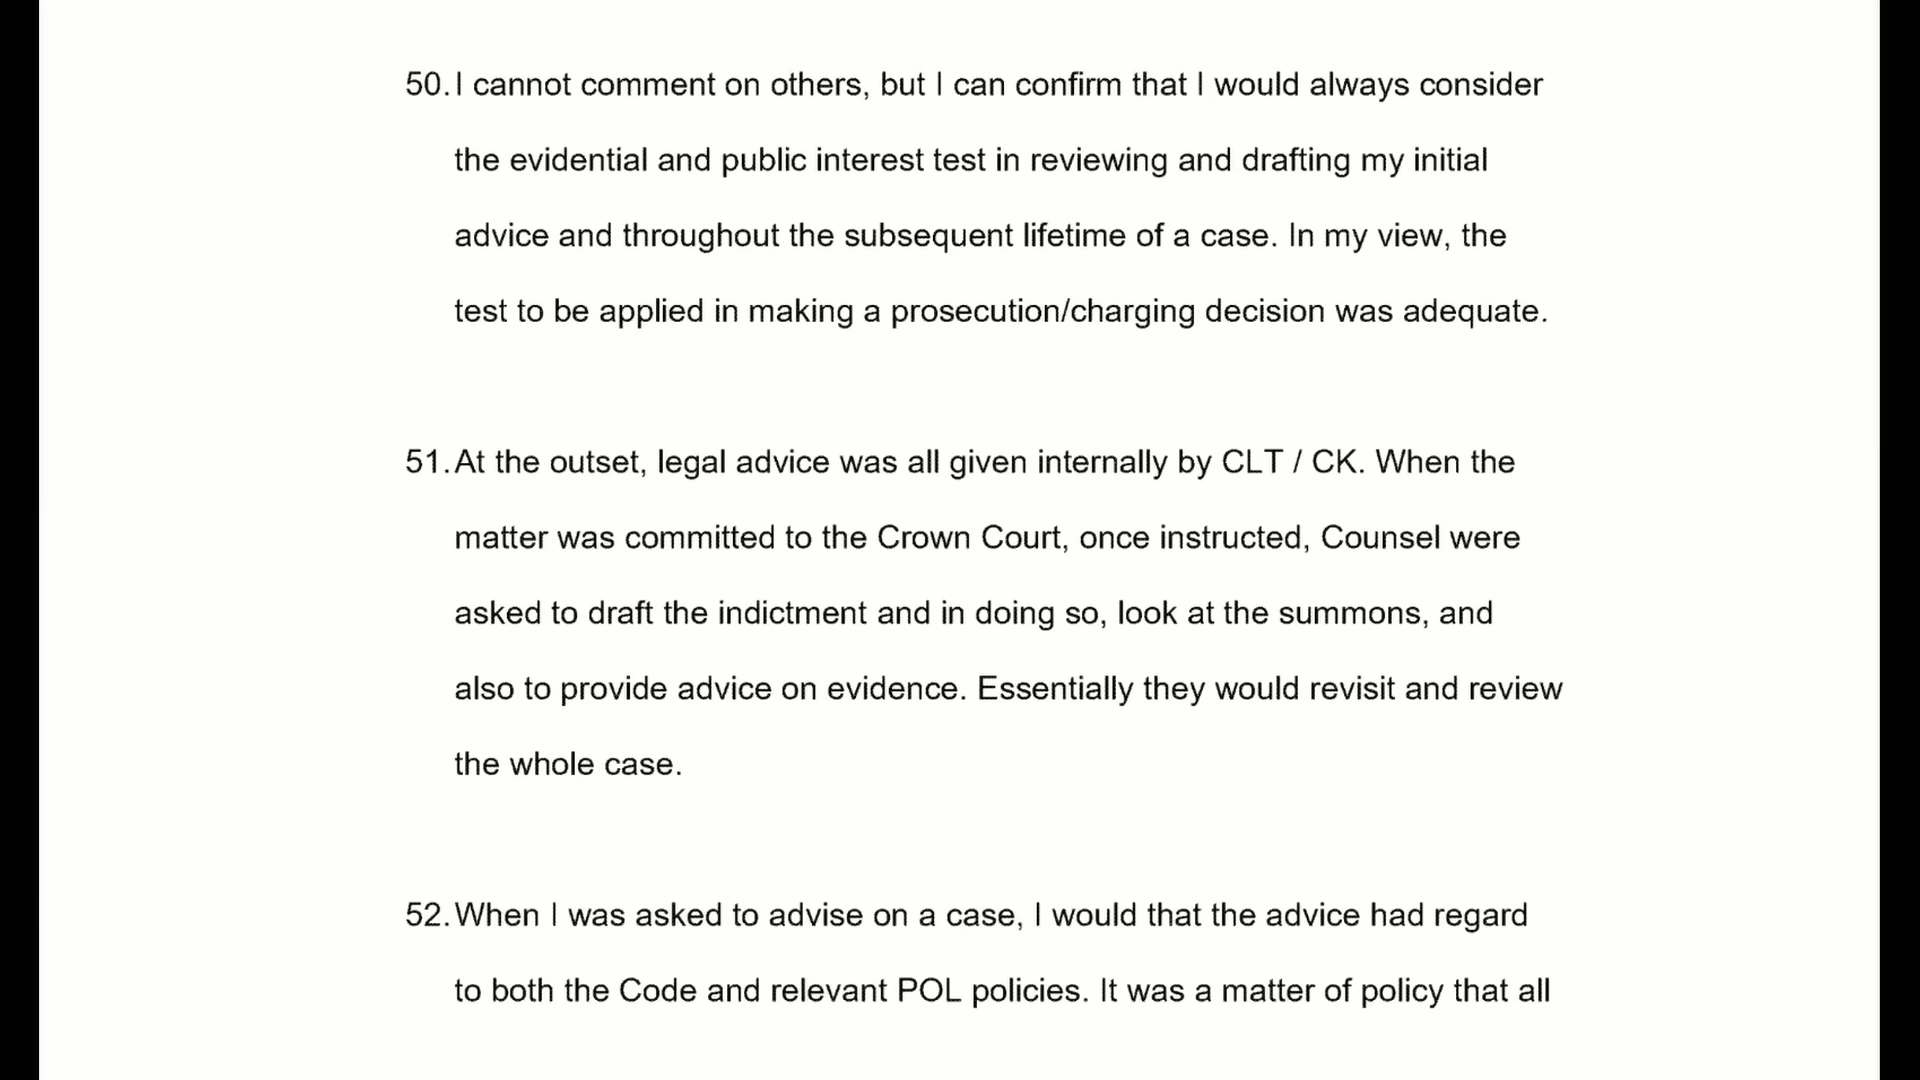 50. I cannot comment on others, but I can confirm that I would always consider
the evidential and public interest test in reviewing and drafting my initial
advice and throughout the subsequent lifetime of a case. In my view, the
test to be applied in making a prosecution/charging decision was adequate.
51. At the outset, legal advice was all given internally by CLT / CK. When the
matter was committed to the Crown Court, once instructed, Counsel were
asked to draft the indictment and in doing so, look at the summons, and
also to provide advice on evidence. Essentially they would revisit and review
the whole case.
52. When I was asked to advise on a case, I would that the advice had regard
to both the Code and relevant POL policies. It was a matter of policy that all